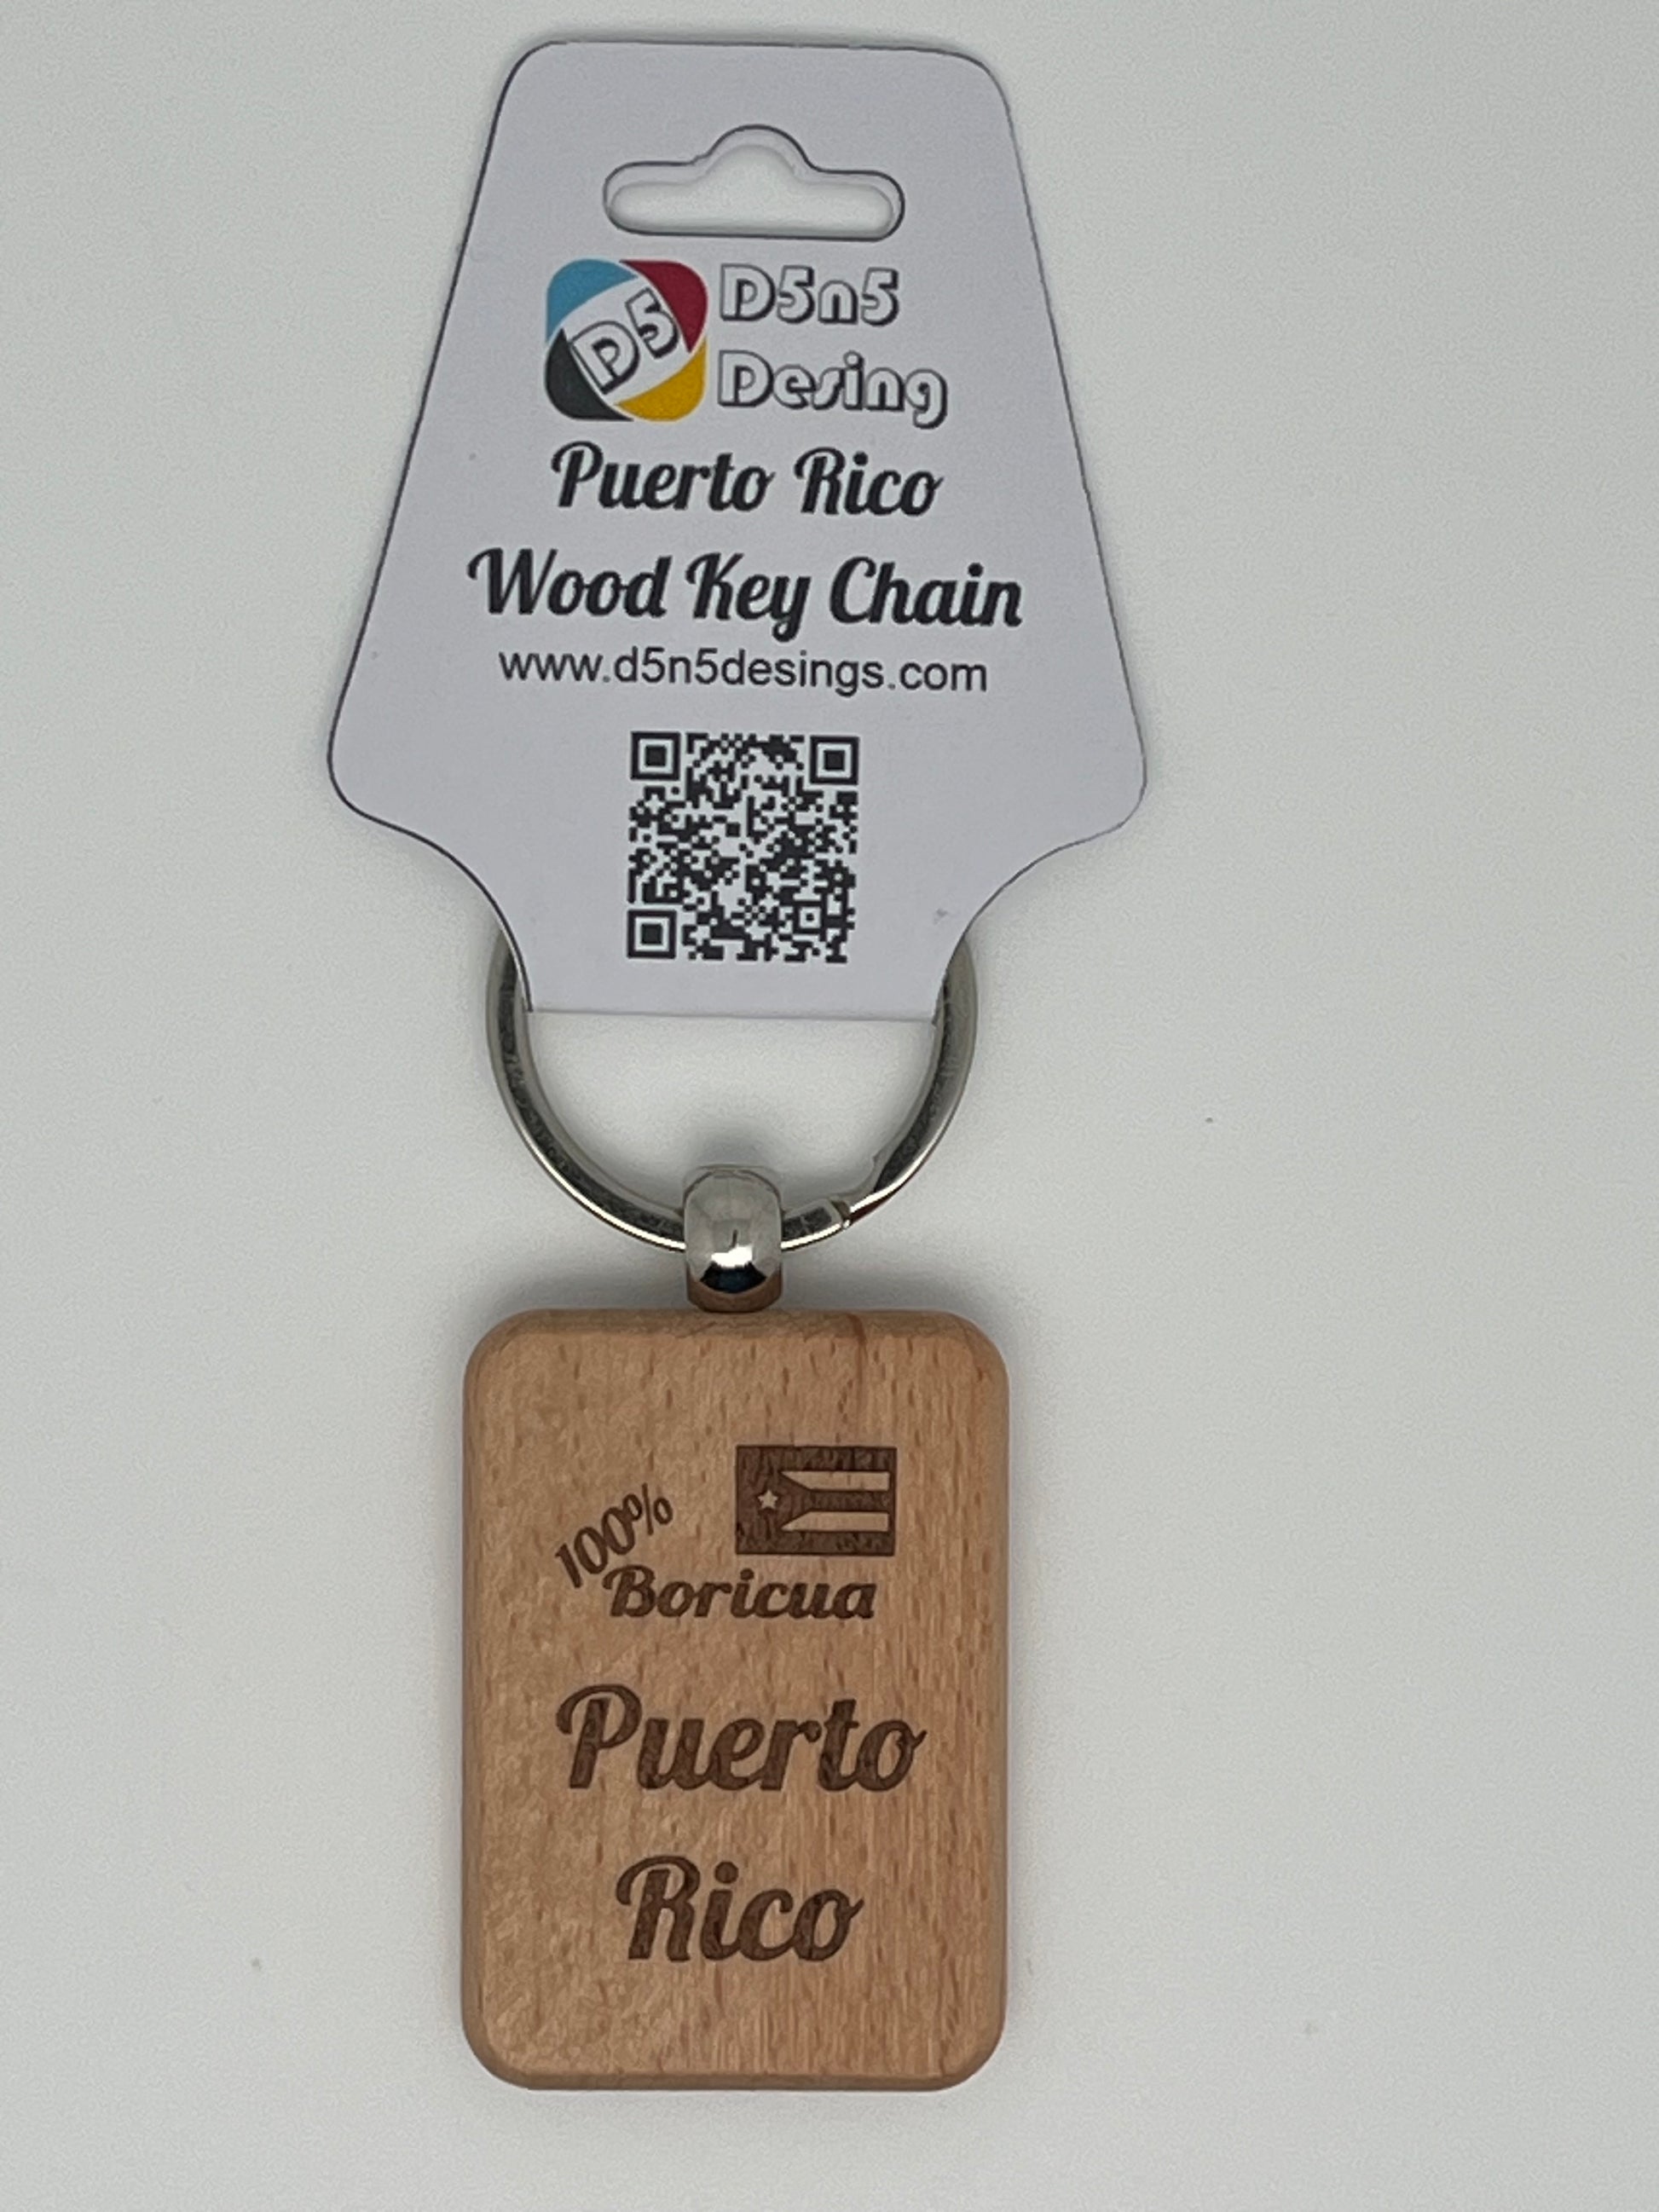 D5
D5n5
Desing
Puerto Rico
Wood Key Chain
www.d5n5desings.com
100%
Boricua
Puerto
Rico